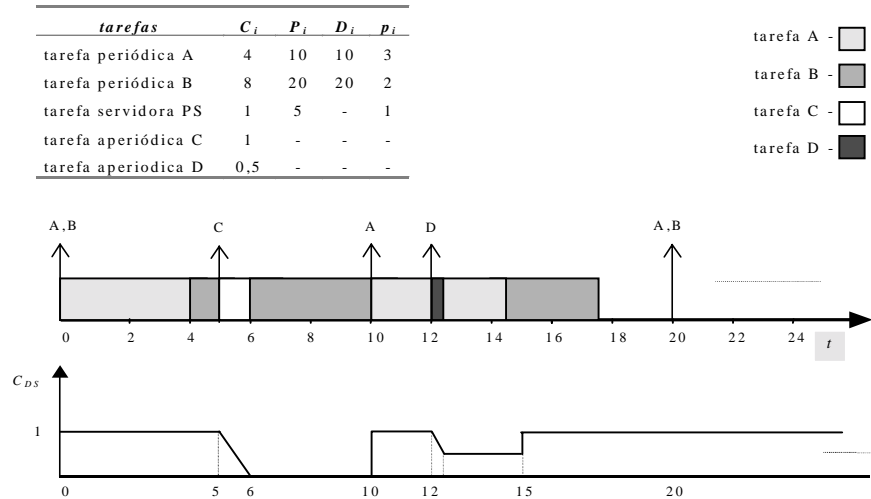 tarefas C i P i D i p i
tarefa periódica A 4 10 10 3
tarefa periódica B 8 20 20 2
tarefa servidora PS 1 5 - 1
tarefa aperiódica C 1 - - -
tarefa aperiodica D 0,5 - - -
tarefa A -
tarefa B -
tarefa C -
tarefa D -
A,B C A D A,B
0 2 4 6 8 10 12 14 16 18 20 22 24 t
C DS
1
0 5 6 10 12 15 20